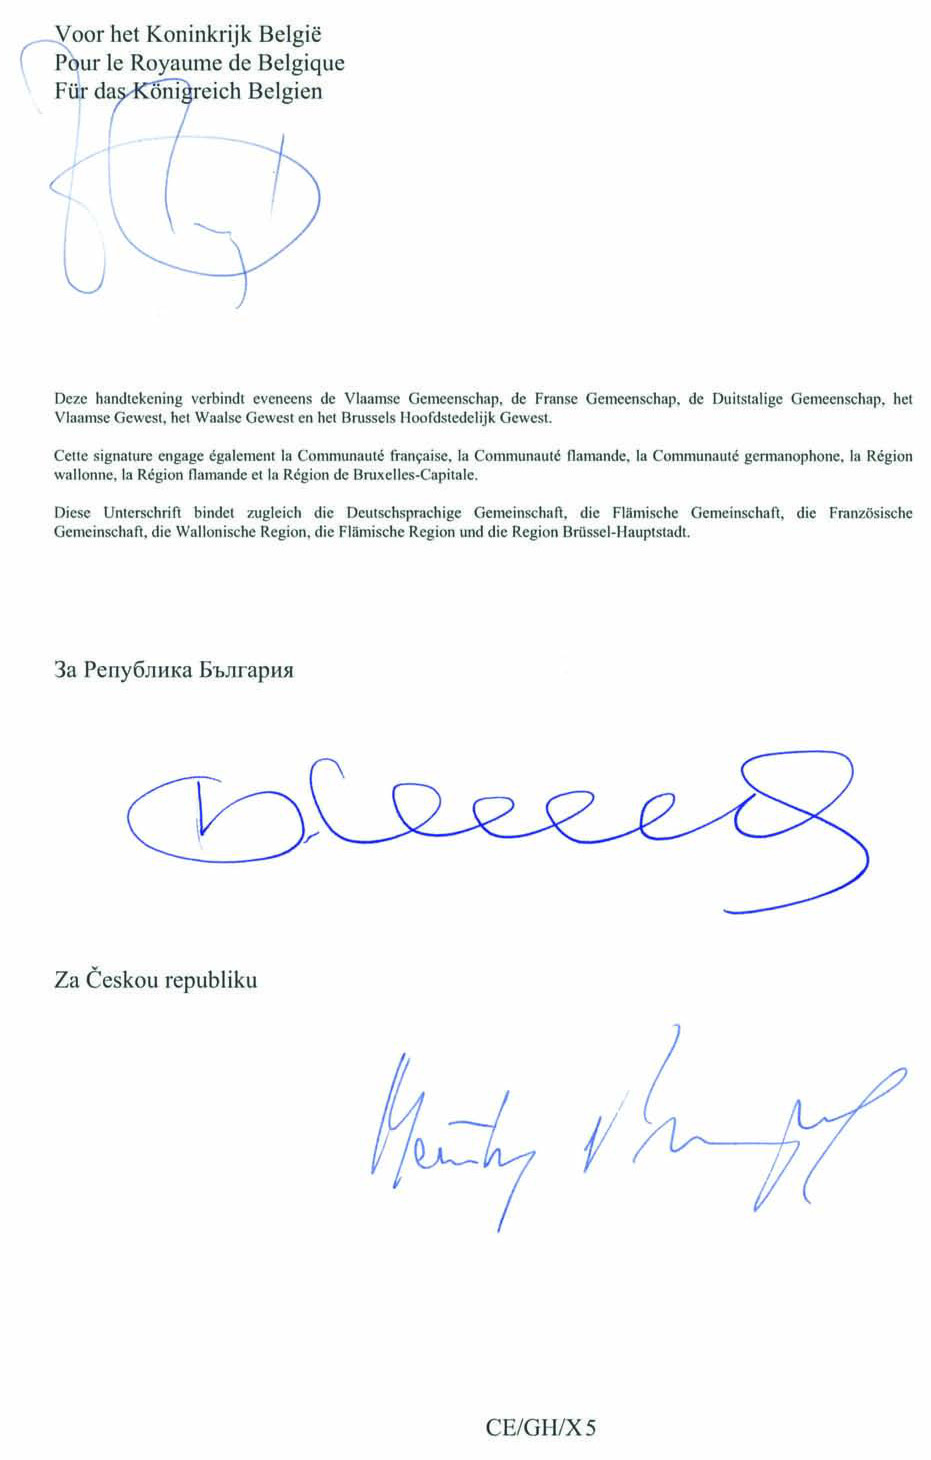 Voor het Koninkrijk België
Pour le Royaume de Belgique
Für das Königreich Belgien
Deze handtekening verbindt eveneens de Vlaamse Gemeenschap, de Franse Gemeenschap, de Duitstalige Gemeenschap, het
Vlaamse Gewest, het Waalse Gewest en het Brussels Hoofdstedelijk Gewest.
Cette signature engage également la Communauté française, la Communauté flamande, la Communauté germanophone, la Région
wallonne, la Région flamande et la Région de Bruxelles-Capitale.
Diese Unterschrift bindet zugleich die Deutschsprachige Gemeinschaft, die Flämische Gemeinschaft, die Französische
Gemeinschaft, die Wallonische Region, die Flämische Region und die Region Brüssel-Hauptstadt.
За Република България
Za Českou republiku
CE/GH/X 5